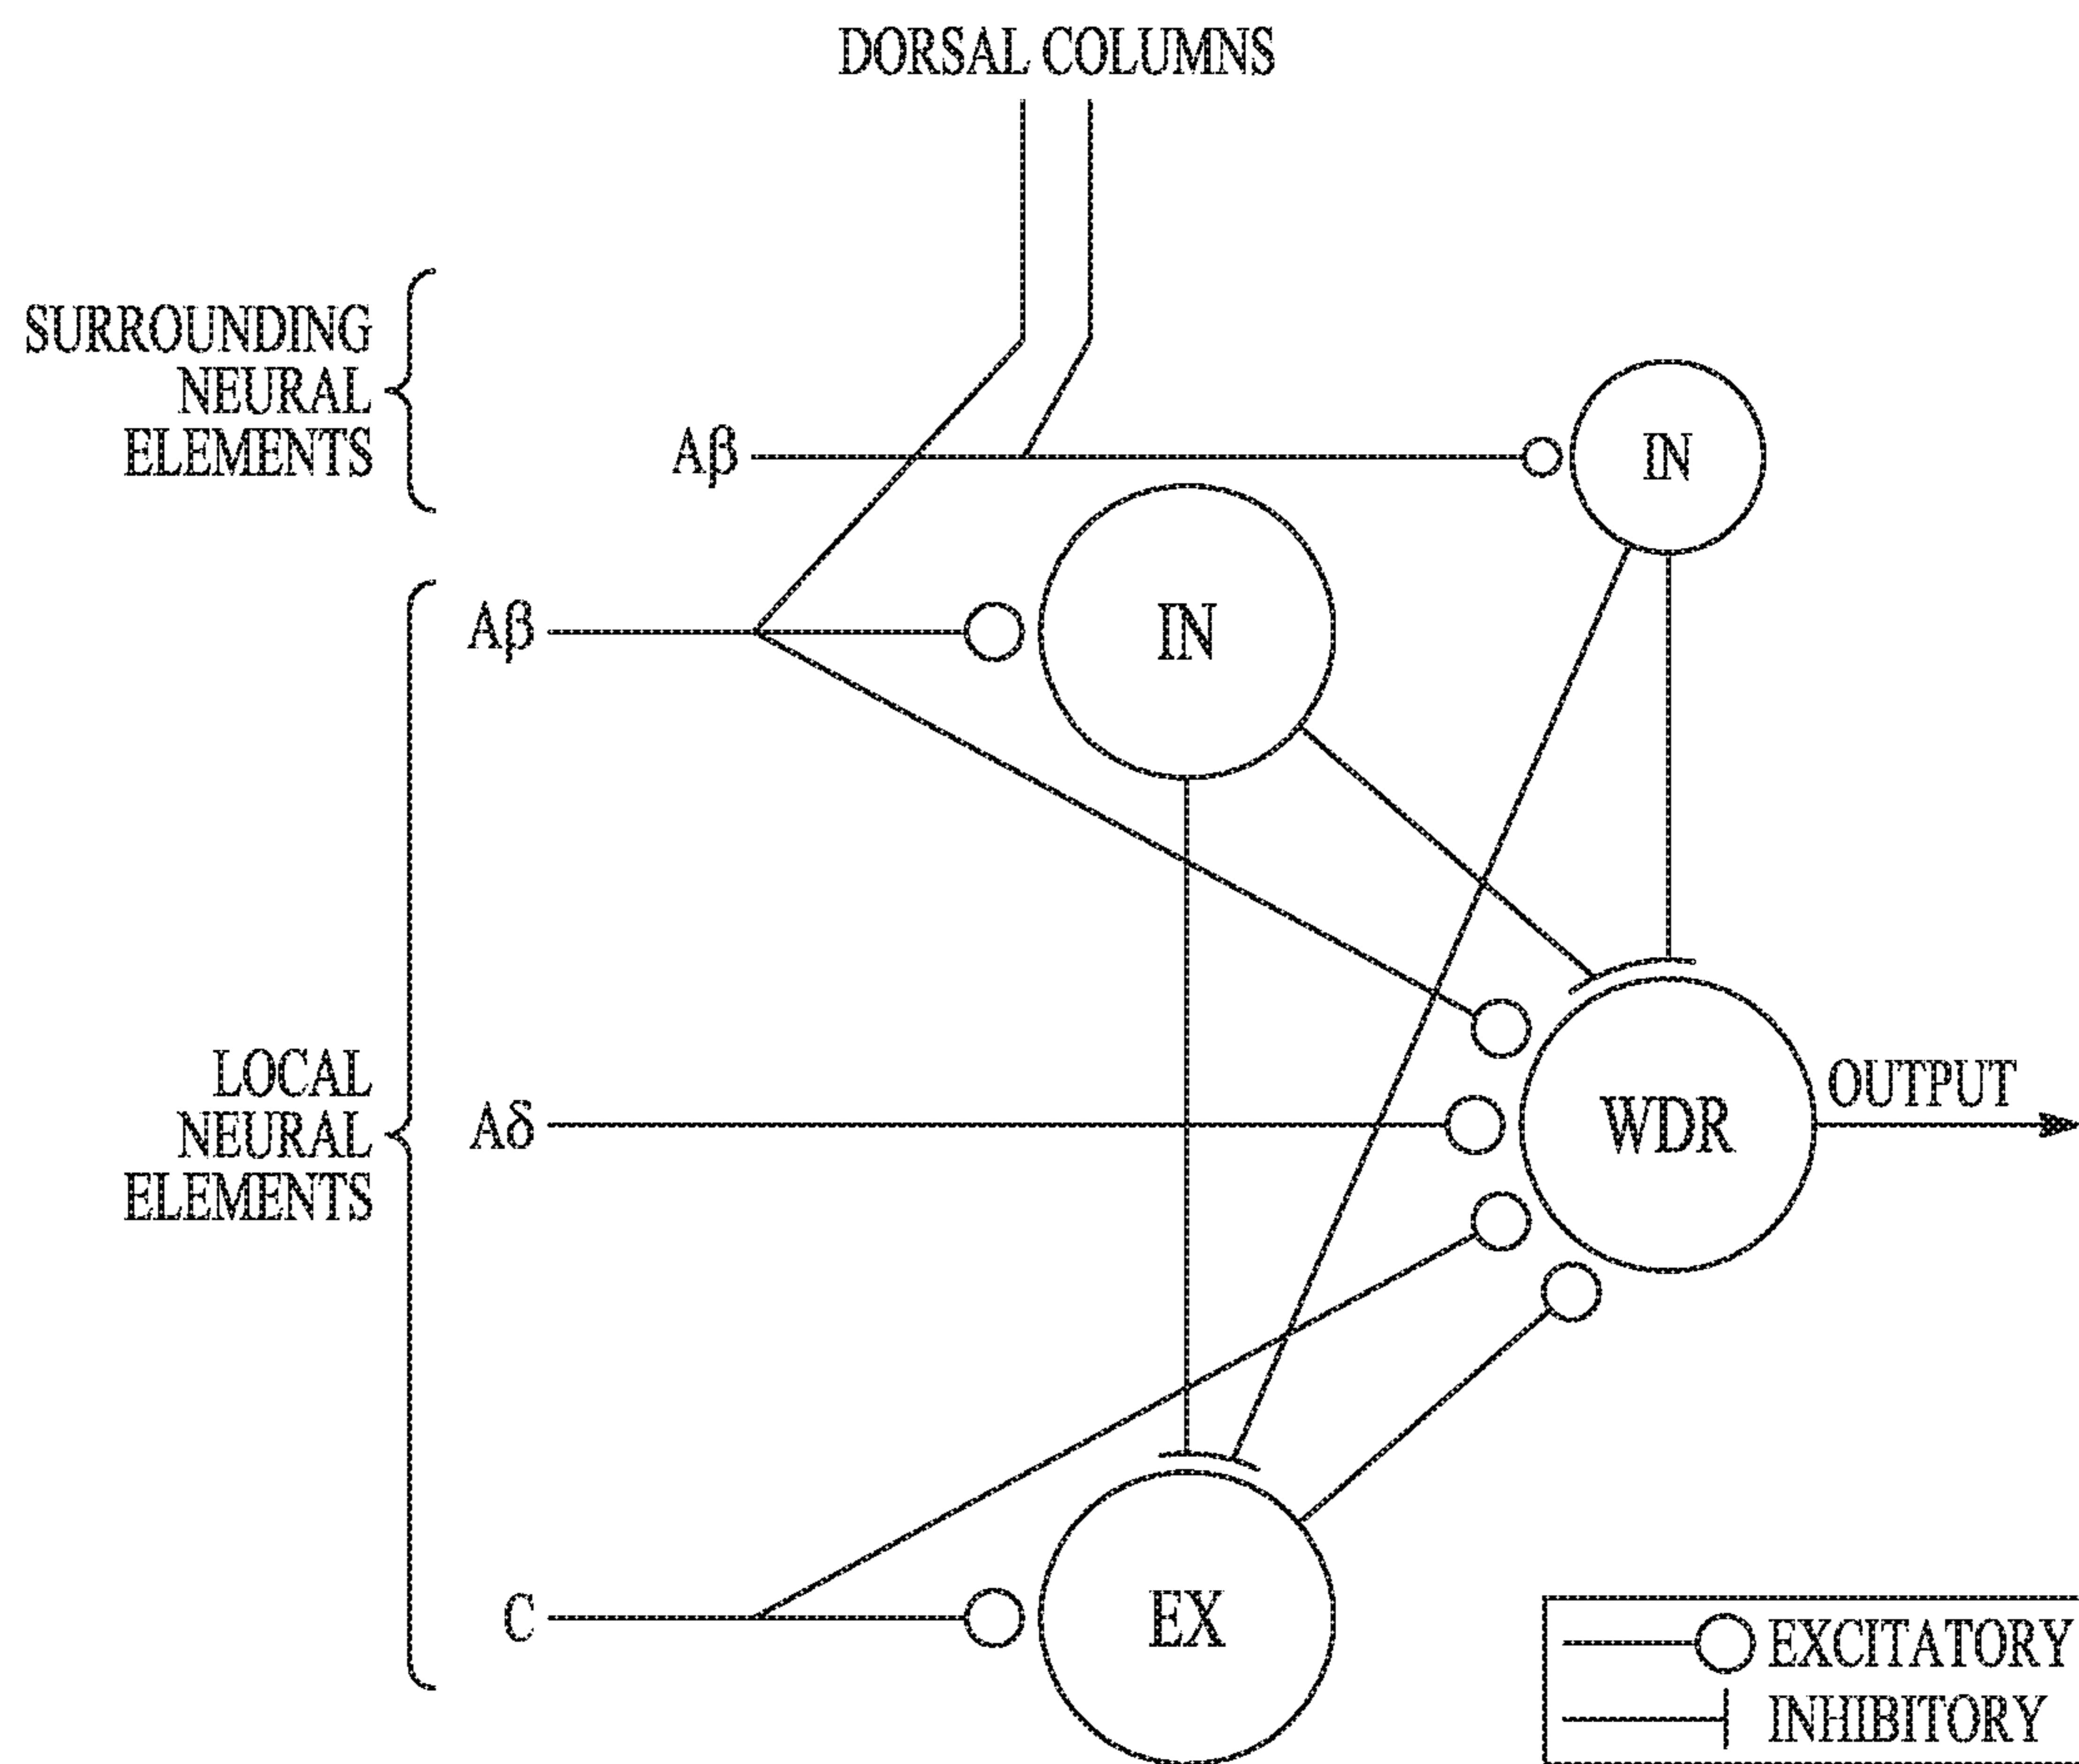 DORSAL COLUMNS
SURROUNDING
NEURAL
ELEMENTS
Aβ
IN
Aβ
IN
LOCAL
NEURAL
ELEMENTS
Aδ
WDR
OUTPUT
C
EX
EXCITATORY
INHIBITORY